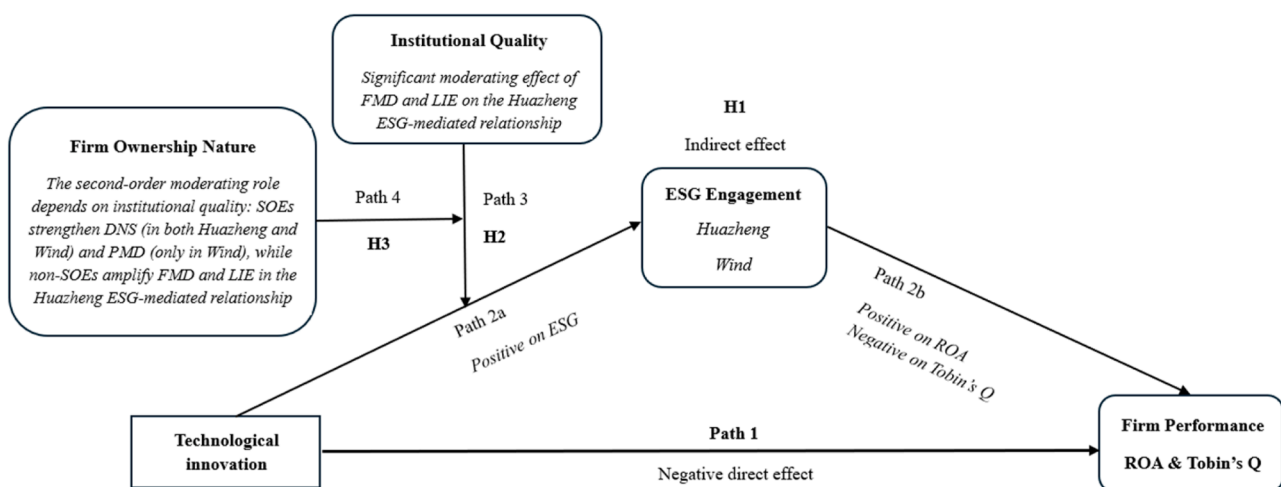 Institutional Quality
Significant moderating effect of
FMD and LIE on the Huazheng
ESG-mediated relationship
Firm Ownership Nature
The second-order moderating role
depends on institutional quality: SOEs
strengthen DNS (in both Huazheng and
Wind) and PMD (only in Wind), while
non-SOEs amplify FMD and LIE in the
Huazheng ESG-mediated relationship
Path 4
H3
Path 3
H2
H1
Indirect effect
ESG Engagement
Huazheng
Wind
Path 2a
Positive on ESG
Path 2b
Positive on ROA
Negative on Tobin's Q
Technological
innovation
Path 1
Negative direct effect
Firm Performance
ROA & Tobin's Q